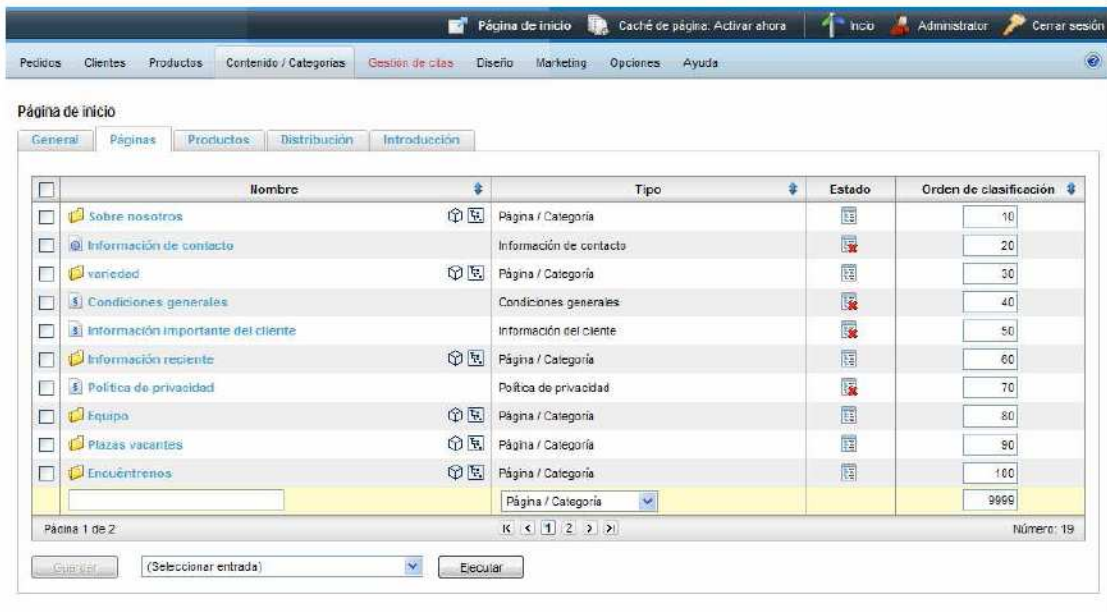 Página de inicio Caché de página: Activar ahora Incio Administrator Cerrar sesión
Pedidos Clientes Productos Contenido / Categorías Gestión de citas Diseño Marketing Opciones Ayuda
Página de inicio
General Páginas Productos Distribución Introducción
Nombre Tipo Estado Orden de clasificación
Sobre nosotros Página / Categoría 10
Información de contacto Información de contacto 20
variedad Página / Categoría 30
Condiciones generales Condiciones generales 40
Información importante del cliente Información del cliente 50
Información reciente Página / Categoría 60
Política de privacidad Política de privacidad 70
Equipo Página / Categoría 80
Plazas vacantes Página / Categoría 90
Encuéntrenos Página / Categoría 100
Página / Categoría 9999
Página 1 de 2 1 2 Número: 19
Guardar (Seleccionar entrada) Ejecutar